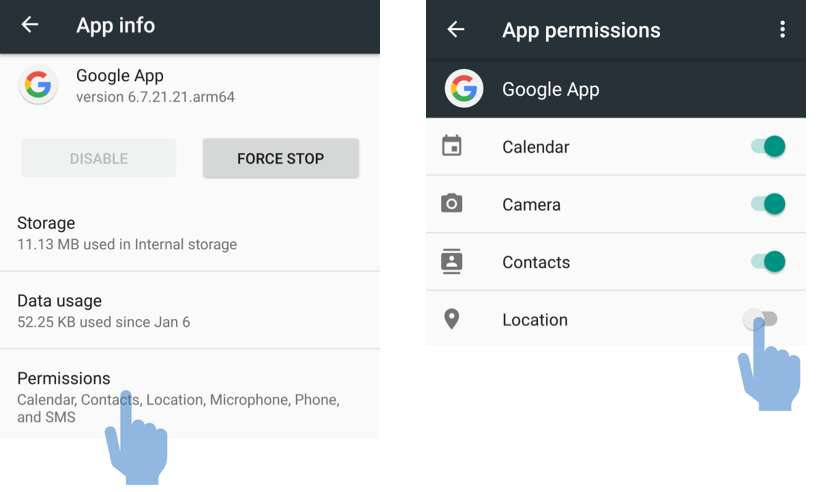 App info
Google App
version 6.7.21.21.arm64
DISABLE
FORCE STOP
Storage
11.13 MB used in Internal storage
Data usage
52.25 KB used since Jan 6
Permissions
Calendar, Contacts, Location, Microphone, Phone,
and SMS
App permissions
Google App
Calendar
Camera
Contacts
Location